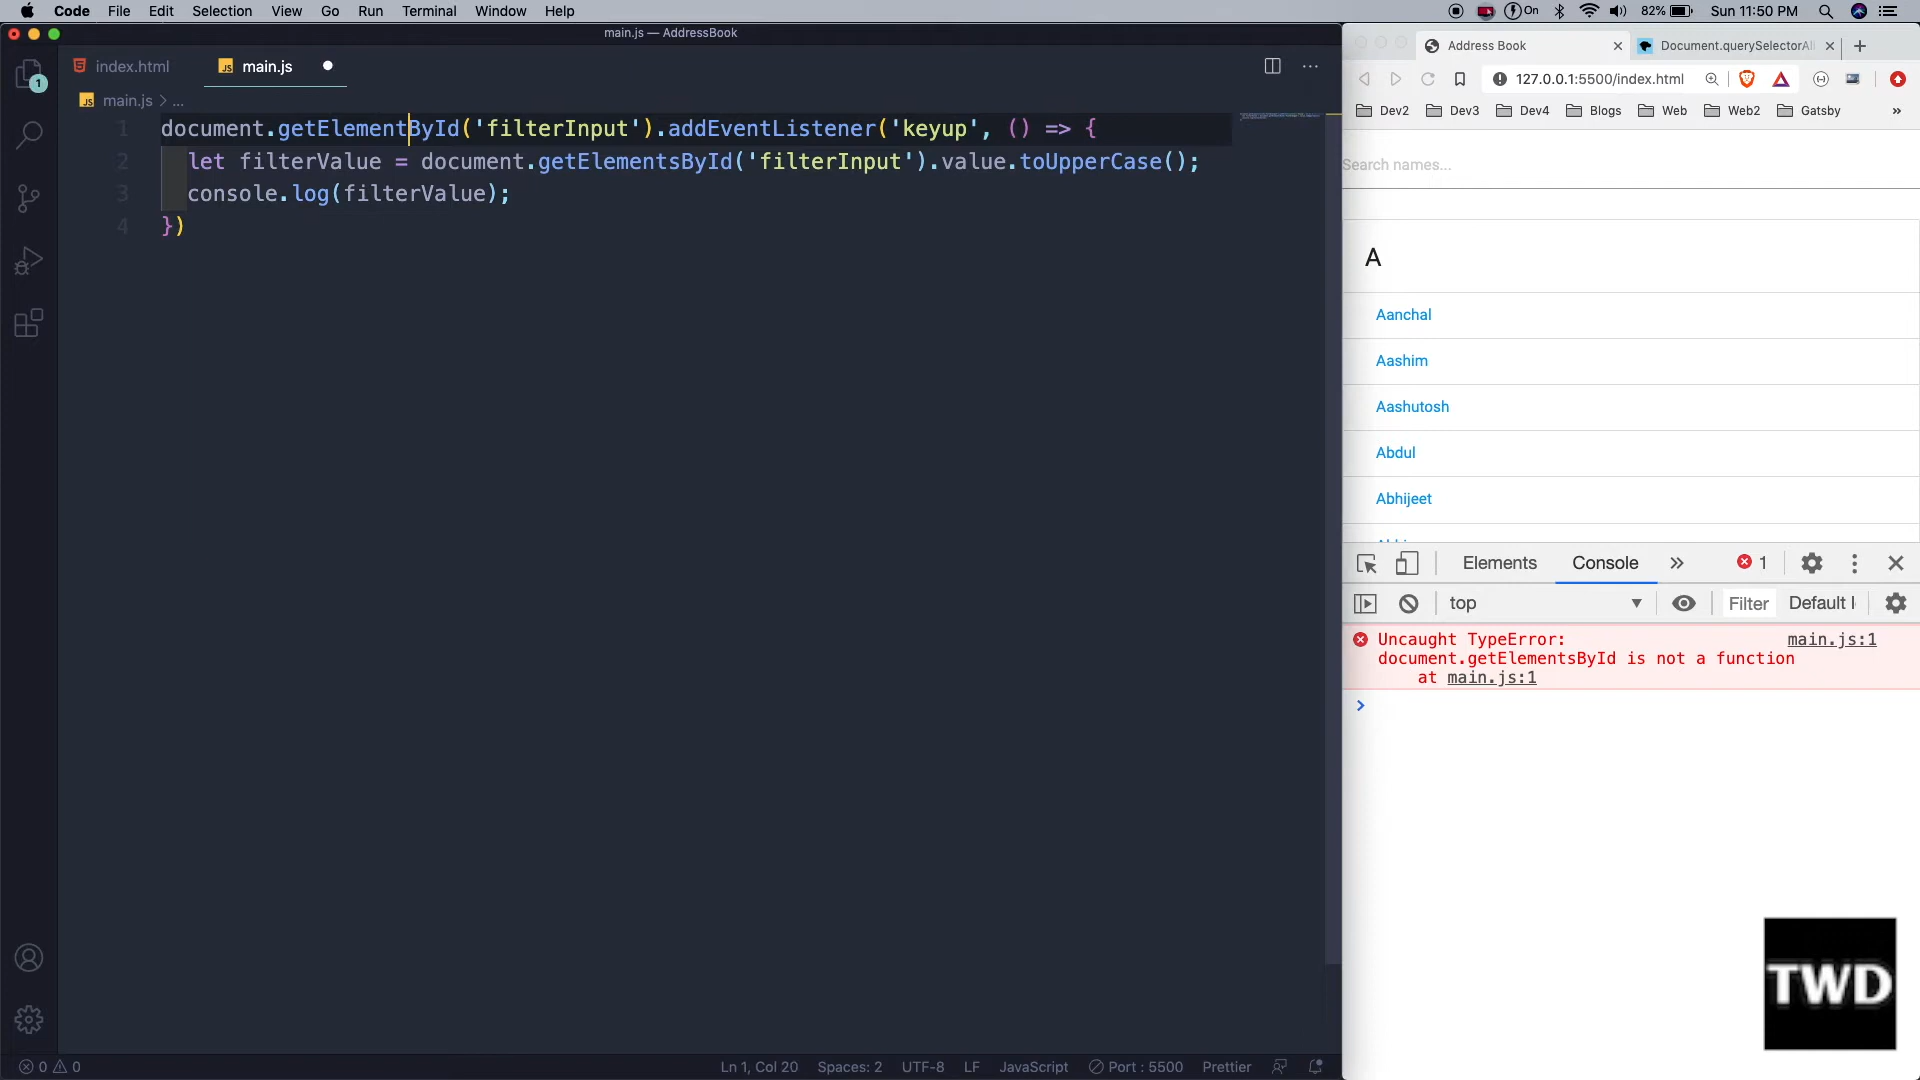 Code File Edit Selection View Go Run Terminal Window Help
On 82% Sun 11:50 PM
main.js — AddressBook
Address Book
Document.querySelectorAl
index.html
main.js
127.0.0.1:5500/index.html
1
main.js > ...
Dev2 Dev3 Dev4 Blogs Web Web2 Gatsby »
1 document.getElementById('filterInput').addEventListener('keyup', () => {
2 let filterValue = document.getElementsById('filterInput').value.toUpperCase();
3 console.log(filterValue);
4 })
Search names...
A
Aanchal
Aashim
Aashutosh
Abdul
Abhijeet
Elements Console » 1
top Filter Default l
Uncaught TypeError: main.js:1
document.getElementsById is not a function
at main.js:1
>
TWD
0 0 Ln 1, Col 20 Spaces: 2 UTF-8 LF JavaScript Port : 5500 Prettier